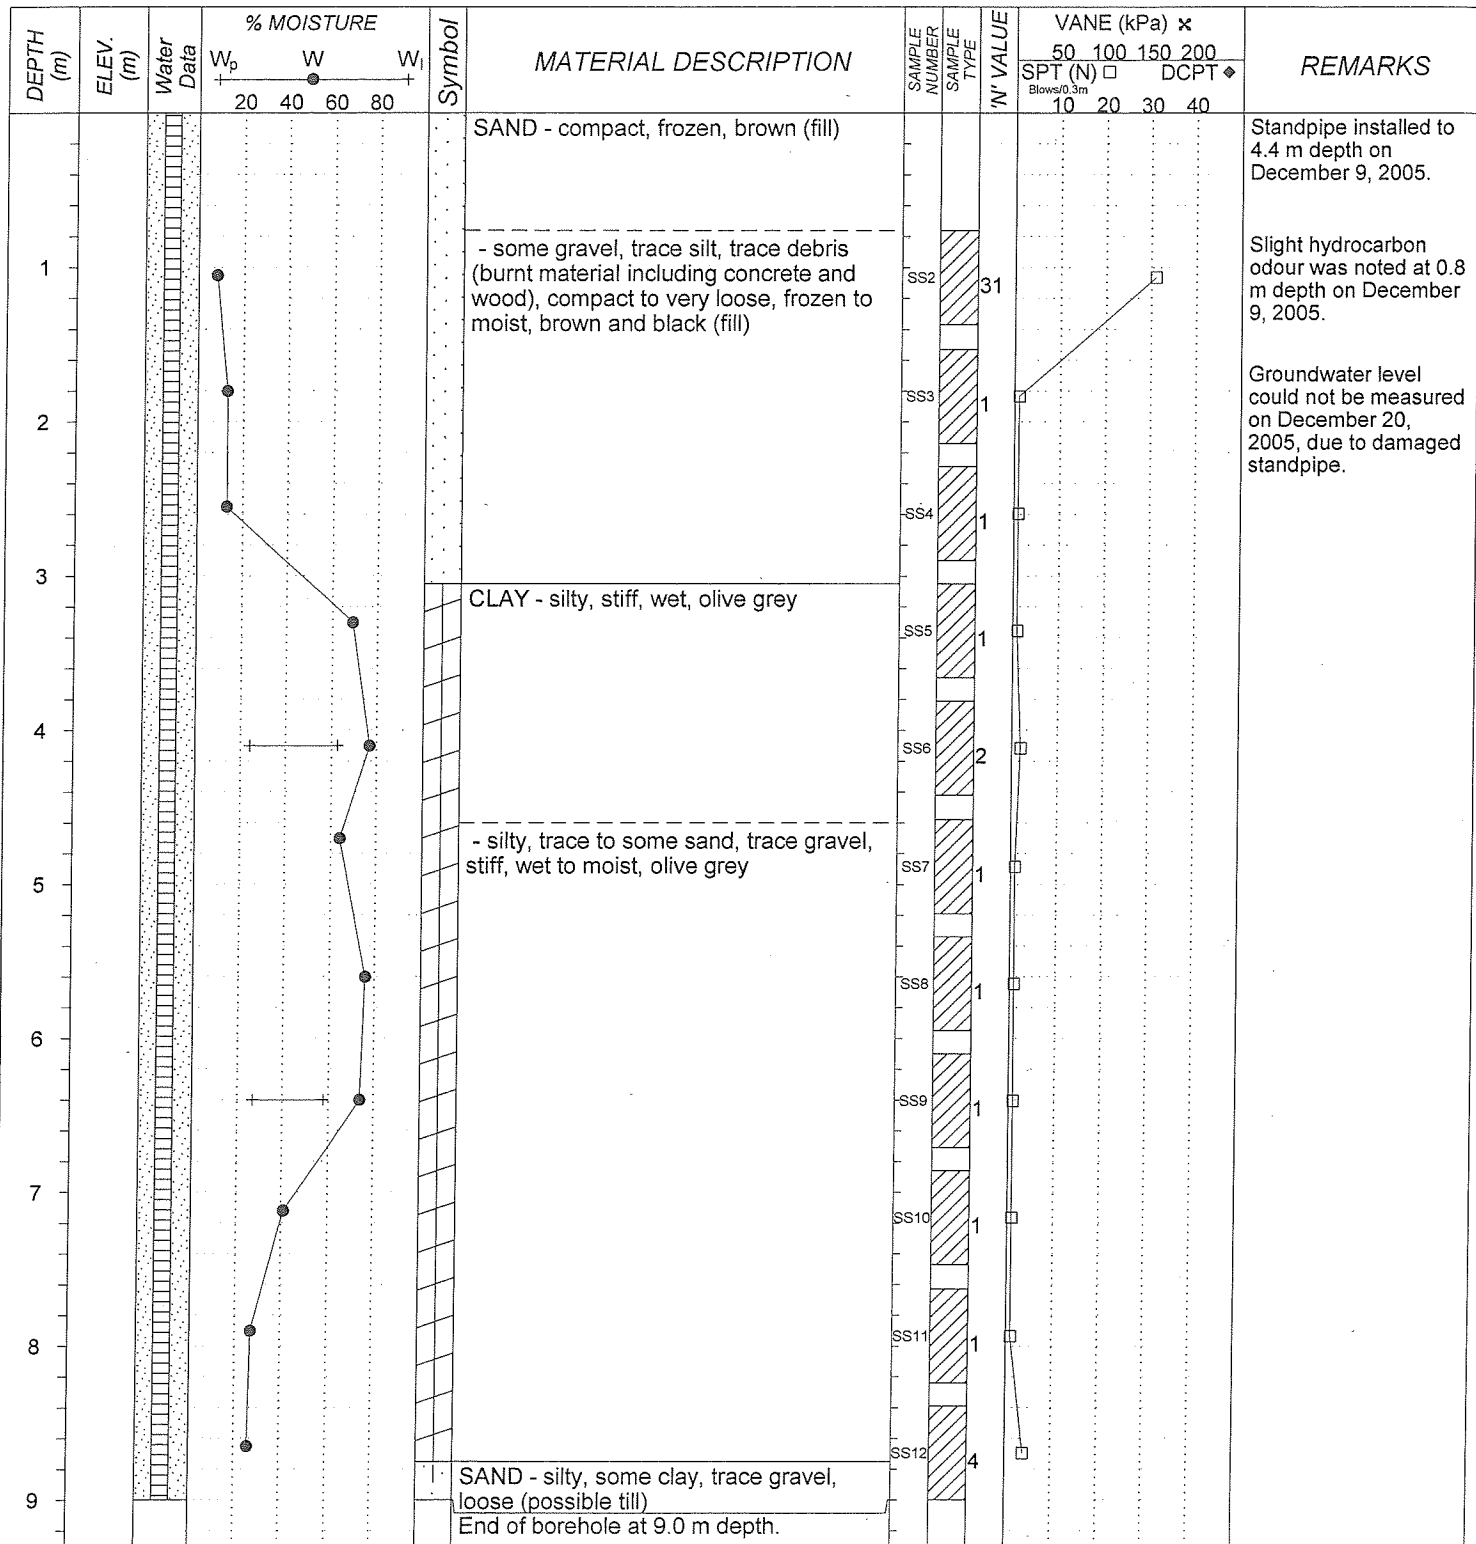 DEPTH (m)
ELEV. (m)
Water Data
% MOISTURE
Wp W Wl
20 40 60 80
Symbol
MATERIAL DESCRIPTION
SAMPLE NUMBER
SAMPLE TYPE
'N' VALUE
VANE (kPa) ×
50 100 150 200
SPT (N) □ DCPT ◆
Blows/0.3m
10 20 30 40
REMARKS
SAND - compact, frozen, brown (fill)
Standpipe installed to
4.4 m depth on
December 9, 2005.
- some gravel, trace silt, trace debris
(burnt material including concrete and
wood), compact to very loose, frozen to
moist, brown and black (fill)
Slight hydrocarbon
odour was noted at 0.8
m depth on December
9, 2005.
1
SS2
31
Groundwater level
could not be measured
on December 20,
2005, due to damaged
standpipe.
SS3
1
2
SS4
1
3
CLAY - silty, stiff, wet, olive grey
SS5
1
4
SS6
2
- silty, trace to some sand, trace gravel,
stiff, wet to moist, olive grey
SS7
1
5
SS8
1
6
SS9
1
7
SS10
1
8
SS11
1
SS12
4
SAND - silty, some clay, trace gravel,
loose (possible till)
9
End of borehole at 9.0 m depth.